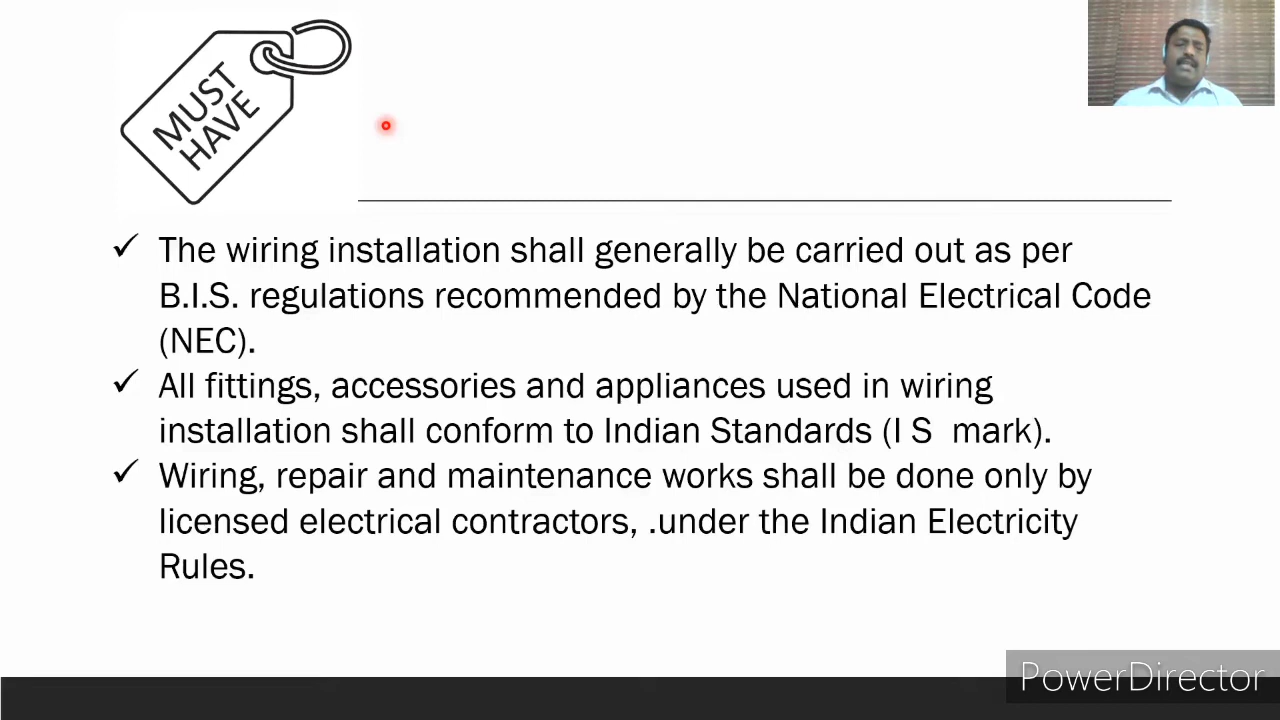 MUST
HAVE
✓ The wiring installation shall generally be carried out as per
B.I.S. regulations recommended by the National Electrical Code
(NEC).
✓ All fittings, accessories and appliances used in wiring
installation shall conform to Indian Standards (I S  mark).
✓ Wiring, repair and maintenance works shall be done only by
licensed electrical contractors, .under the Indian Electricity
Rules.
PowerDirector